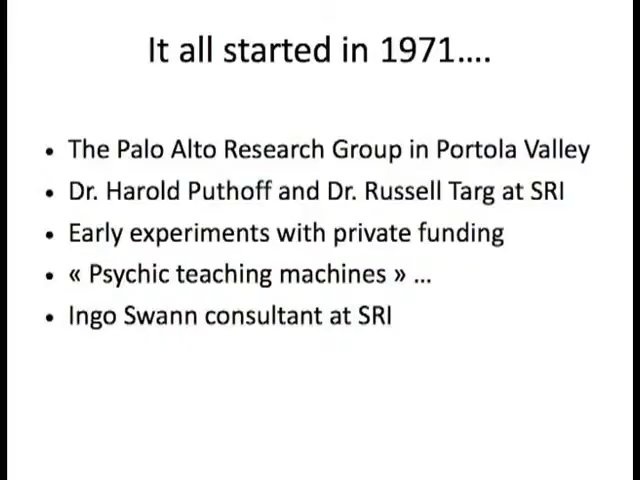 It all started in 1971....
• The Palo Alto Research Group in Portola Valley
• Dr. Harold Puthoff and Dr. Russell Targ at SRI
• Early experiments with private funding
• « Psychic teaching machines » ...
• Ingo Swann consultant at SRI